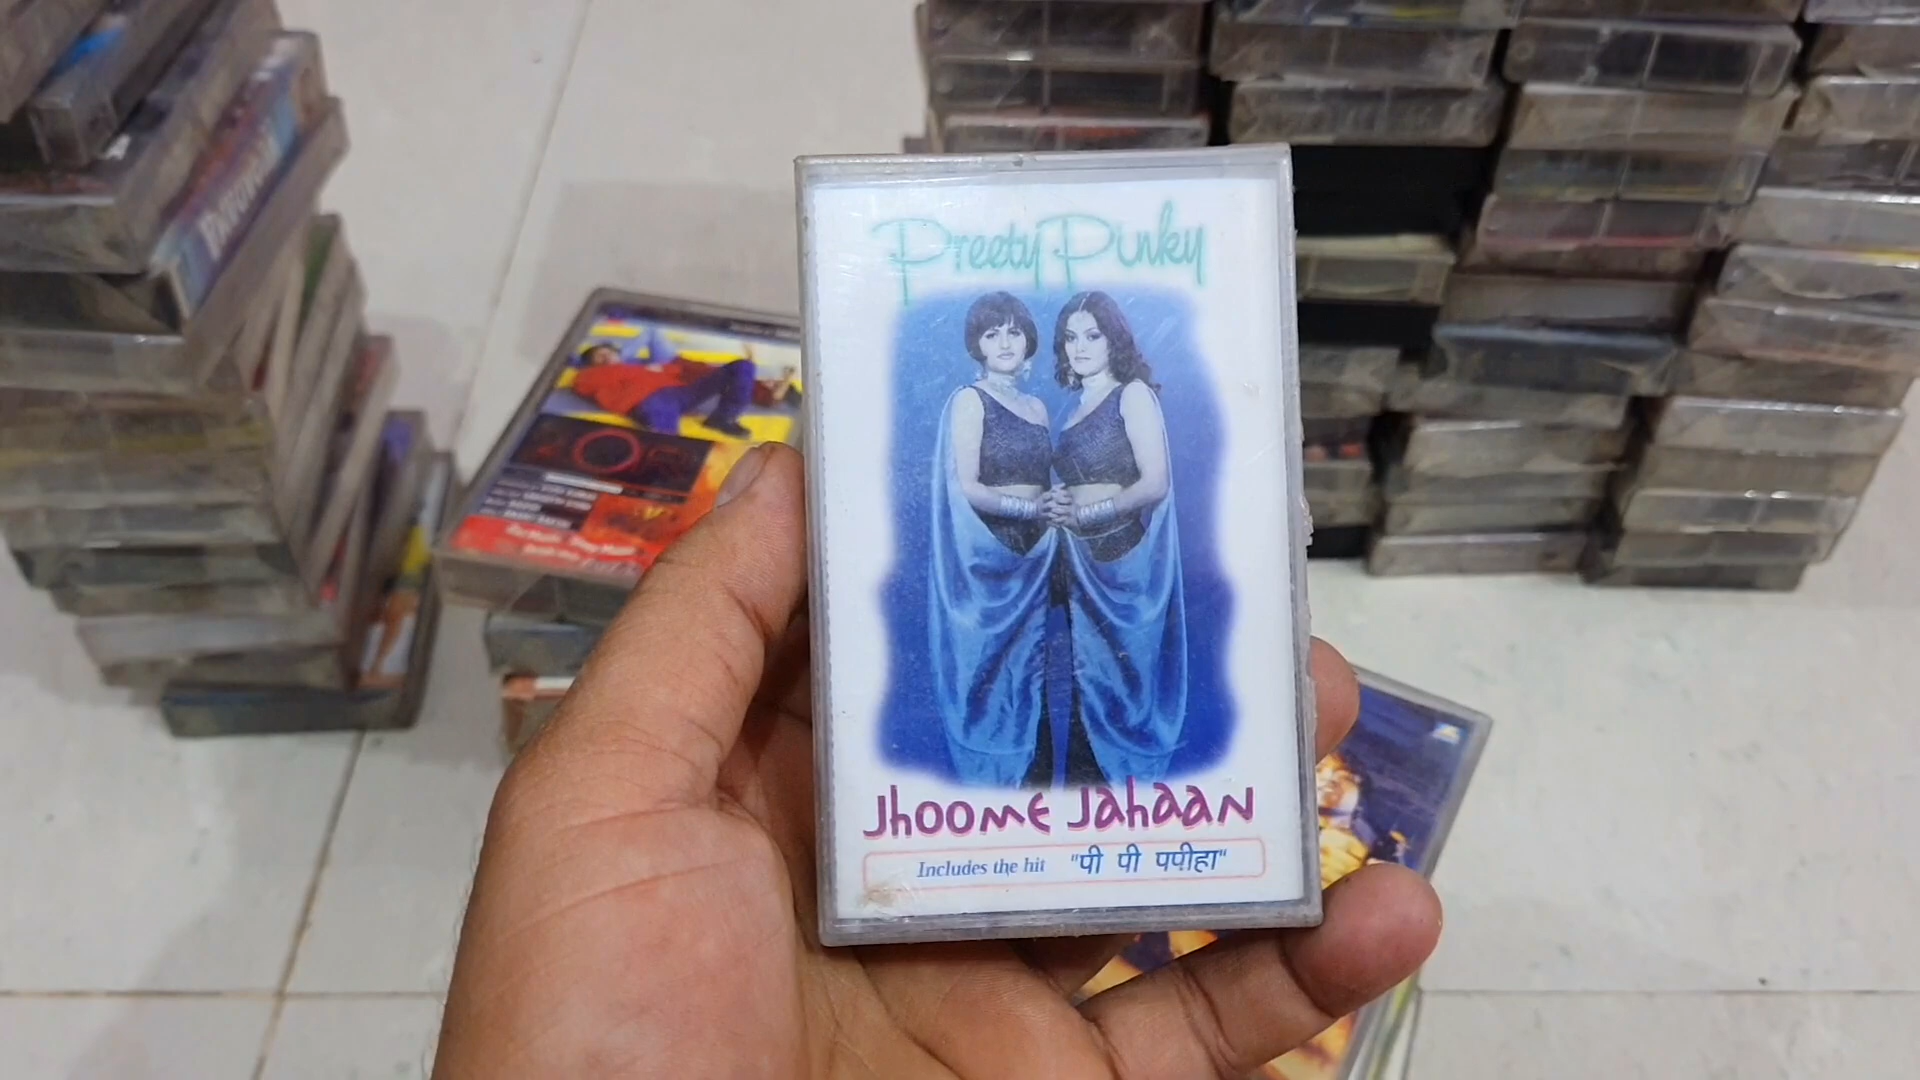 Preety Pinky
Jhoome Jahaan
Includes the hit "पी पी पपीहा"